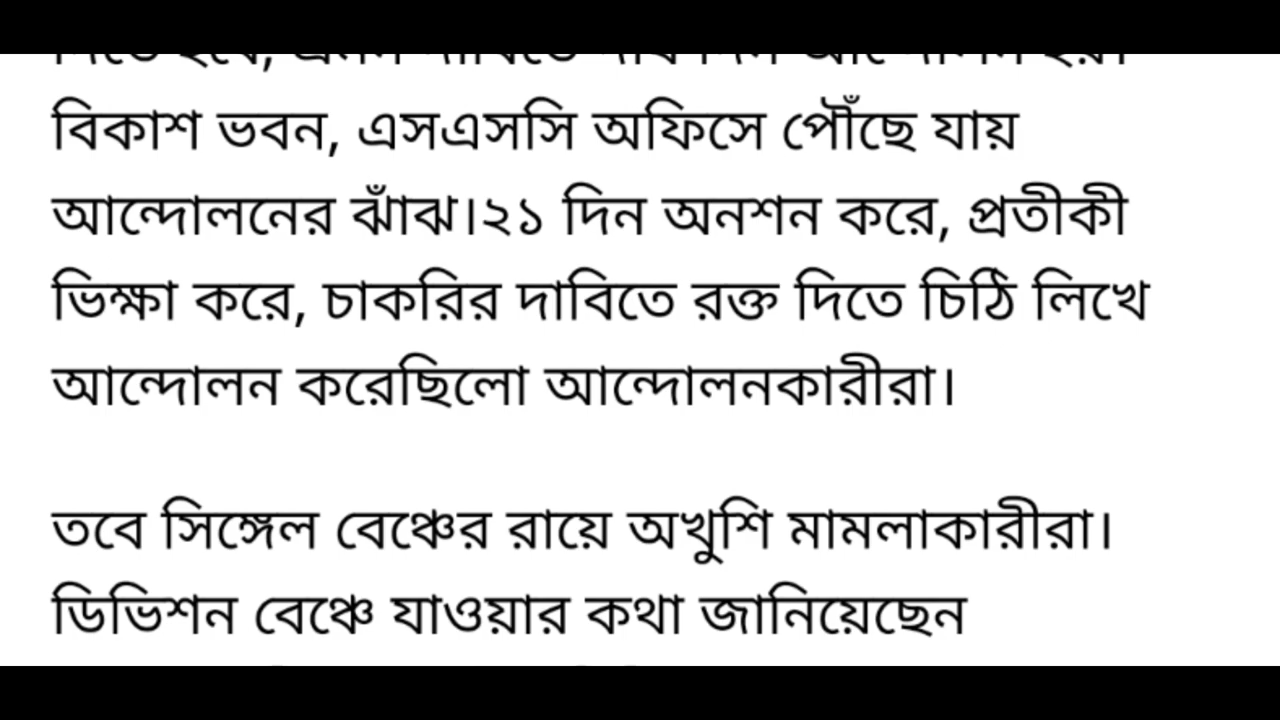 বিকাশ ভবন, এসএসসি অফিসে পৌঁছে যায়
আন্দোলনের ঝাঁঝ।২১ দিন অনশন করে, প্রতীকী
ভিক্ষা করে, চাকরির দাবিতে রক্ত দিতে চিঠি লিখে
আন্দোলন করেছিলো আন্দোলনকারীরা।
তবে সিঙ্গেল বেঞ্চের রায়ে অখুশি মামলাকারীরা।
ডিভিশন বেঞ্চে যাওয়ার কথা জানিয়েছেন